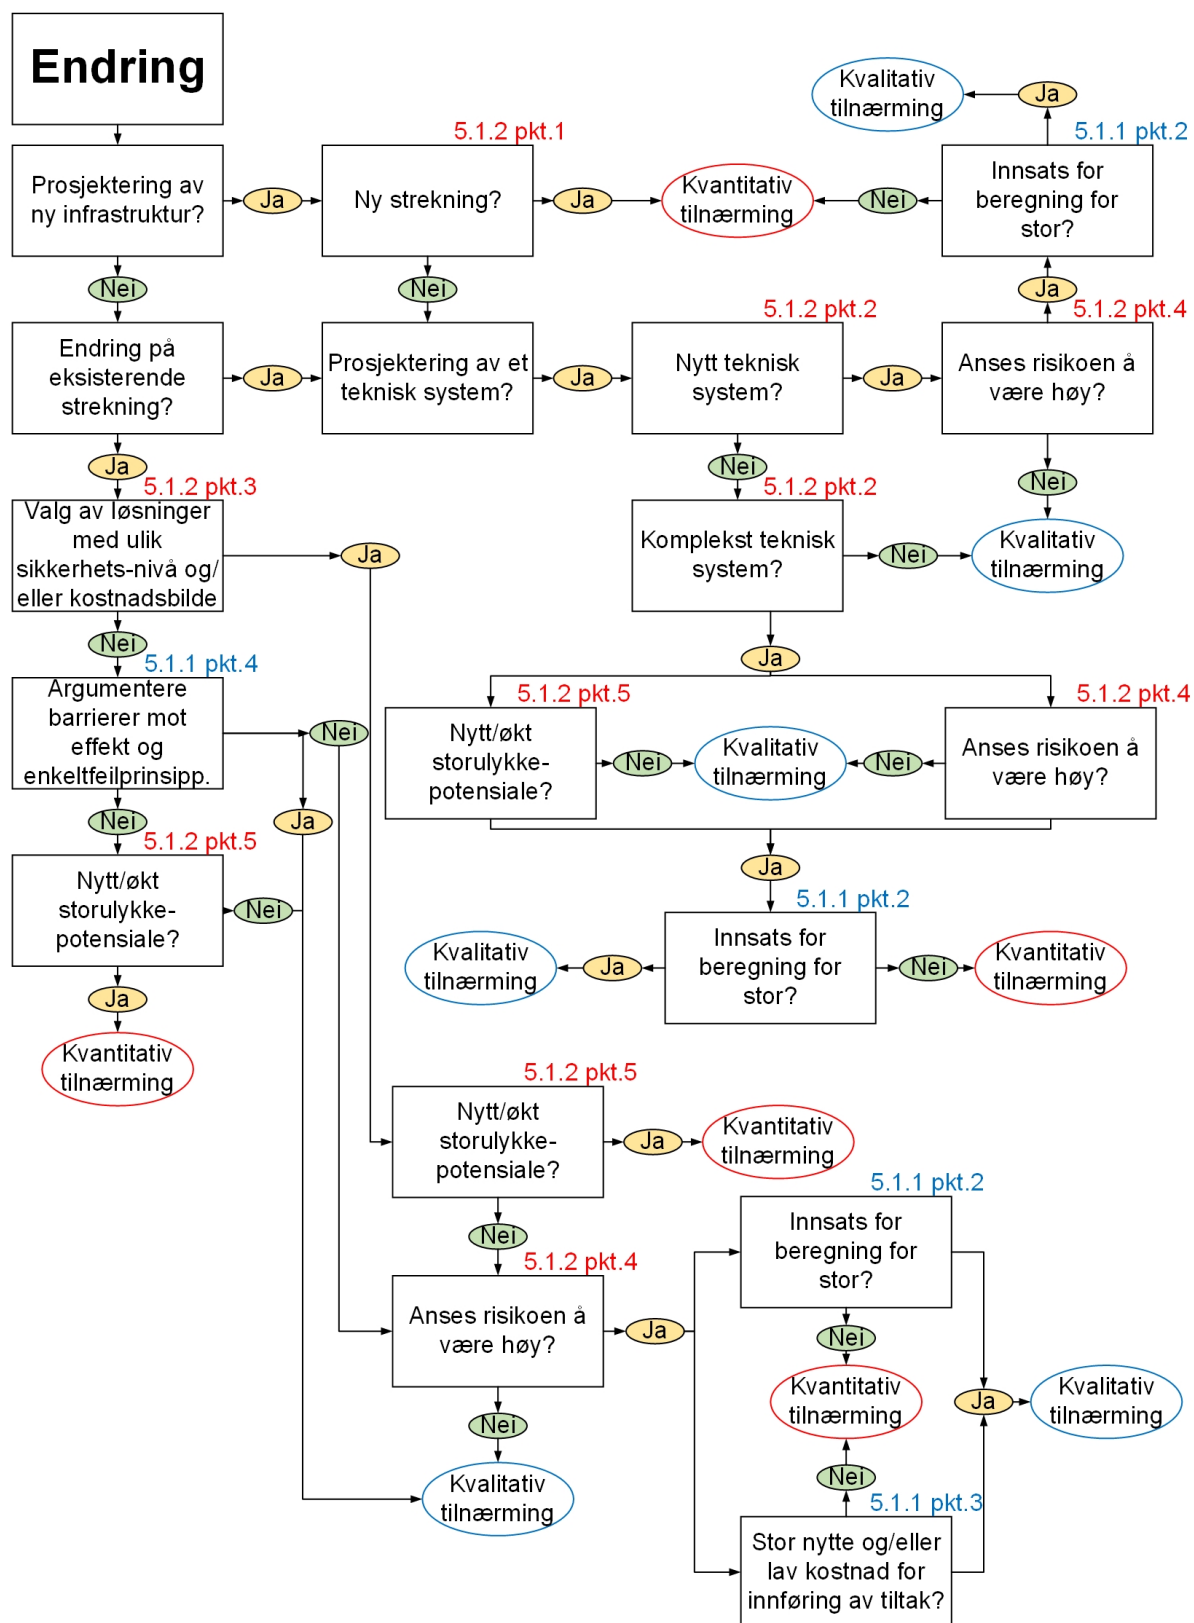 Endring
Prosjektering av
ny infrastruktur?
Ja
5.1.2 pkt.1
Ny strekning?
Ja
Kvantitativ
tilnærming
Nei
5.1.1 pkt.2
Innsats for
beregning for
stor?
Ja
Kvalitativ
tilnærming
Nei
Nei
Ja
Endring på
eksisterende
strekning?
Ja
Prosjektering av et
teknisk system?
Ja
5.1.2 pkt.2
Nytt teknisk
system?
Ja
5.1.2 pkt.4
Anses risikoen å
være høy?
Ja
Nei
Nei
5.1.2 pkt.3
Valg av løsninger
med ulik
sikkerhets-nivå og/
eller kostnadsbilde
Ja
5.1.2 pkt.2
Komplekst teknisk
system?
Nei
Kvalitativ
tilnærming
Nei
Ja
5.1.1 pkt.4
Argumentere
barrierer mot
effekt og
enkeltfeilprinsipp.
Nei
5.1.2 pkt.5
Nytt/økt
storulykke-
potensiale?
Nei
Kvalitativ
tilnærming
Nei
5.1.2 pkt.4
Anses risikoen å
være høy?
Nei
Ja
5.1.2 pkt.5
Nytt/økt
storulykke-
potensiale?
Nei
Ja
5.1.1 pkt.2
Innsats for
beregning for
stor?
Ja
Kvalitativ
tilnærming
Nei
Kvantitativ
tilnærming
Ja
Kvantitativ
tilnærming
5.1.2 pkt.5
Nytt/økt
storulykke-
potensiale?
Ja
Kvantitativ
tilnærming
Nei
5.1.2 pkt.4
Anses risikoen å
være høy?
Ja
5.1.1 pkt.2
Innsats for
beregning for
stor?
Nei
Kvantitativ
tilnærming
Ja
Kvalitativ
tilnærming
Nei
Kvalitativ
tilnærming
Nei
5.1.1 pkt.3
Stor nytte og/eller
lav kostnad for
innføring av tiltak?